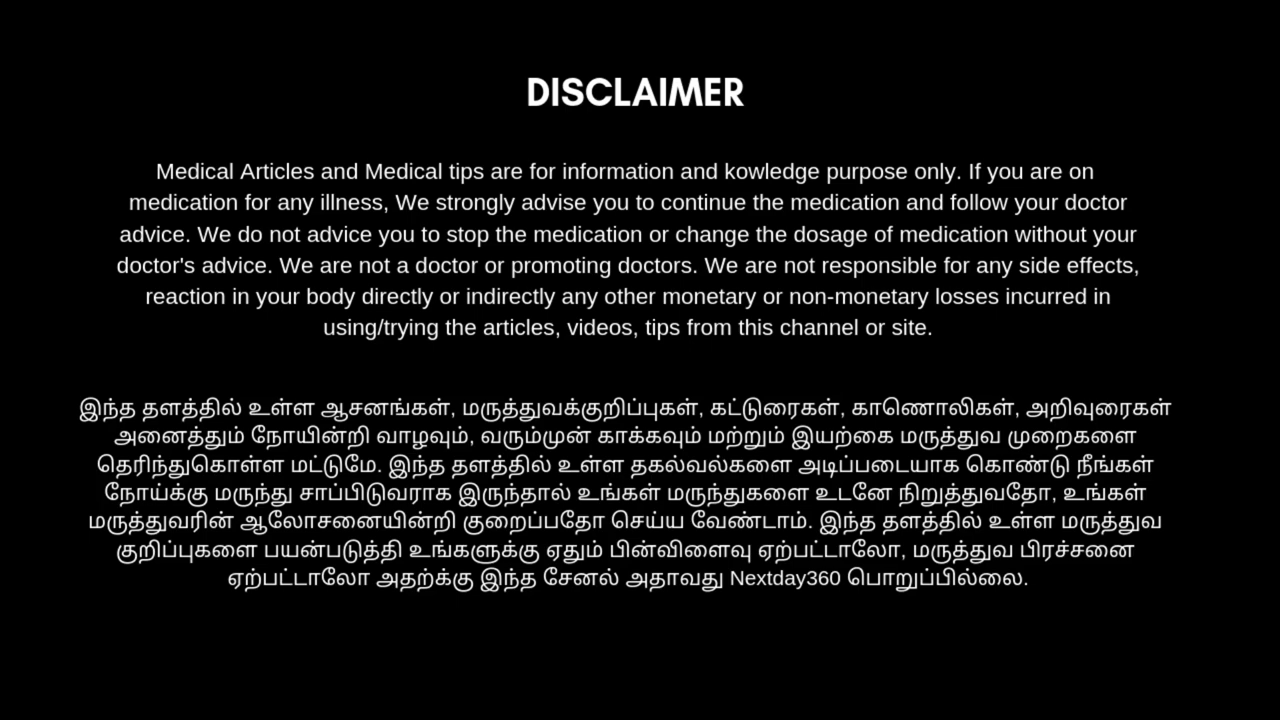 DISCLAIMER
Medical Articles and Medical tips are for information and kowledge purpose only. If you are on
medication for any illness, We strongly advise you to continue the medication and follow your doctor
advice. We do not advice you to stop the medication or change the dosage of medication without your
doctor's advice. We are not a doctor or promoting doctors. We are not responsible for any side effects,
reaction in your body directly or indirectly any other monetary or non-monetary losses incurred in
using/trying the articles, videos, tips from this channel or site.
இந்த தளத்தில் உள்ள ஆசனங்கள், மருத்துவக்குறிப்புகள், கட்டுரைகள், காணொலிகள், அறிவுரைகள்
அனைத்தும் நோயின்றி வாழவும், வரும்முன் காக்கவும் மற்றும் இயற்கை மருத்துவ முறைகளை
தெரிந்துகொள்ள மட்டுமே. இந்த தளத்தில் உள்ள தகல்வல்களை அடிப்படையாக கொண்டு நீங்கள்
நோய்க்கு மருந்து சாப்பிடுவராக இருந்தால் உங்கள் மருந்துகளை உடனே நிறுத்துவதோ, உங்கள்
மருத்துவரின் ஆலோசனையின்றி குறைப்பதோ செய்ய வேண்டாம். இந்த தளத்தில் உள்ள மருத்துவ
குறிப்புகளை பயன்படுத்தி உங்களுக்கு ஏதும் பின்விளைவு ஏற்பட்டாலோ, மருத்துவ பிரச்சனை
ஏற்பட்டாலோ அதற்க்கு இந்த சேனல் அதாவது Nextday360 பொறுப்பில்லை.